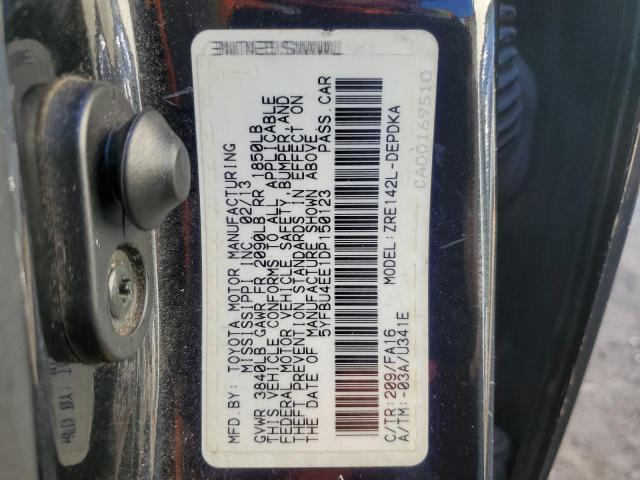 MFD. BY: TOYOTA MOTOR MANUFACTURING
MISSISSIPPI INC. 02/13
GVWR 3840LB GAWR FR 2090LB RR 1850LB
THIS VEHICLE CONFORMS TO ALL APPLICABLE
FEDERAL MOTOR VEHICLE SAFETY, BUMPER, AND
THEFT PREVENTION STANDARDS IN EFFECT ON
THE DATE OF MANUFACTURE SHOWN ABOVE.
5YFBU4EE1DP150123 PASS. CAR
C/TR: 209/FA16 MODEL: ZRE142L-DEPDKA
A/TM: -03A/U341E
CA00169510